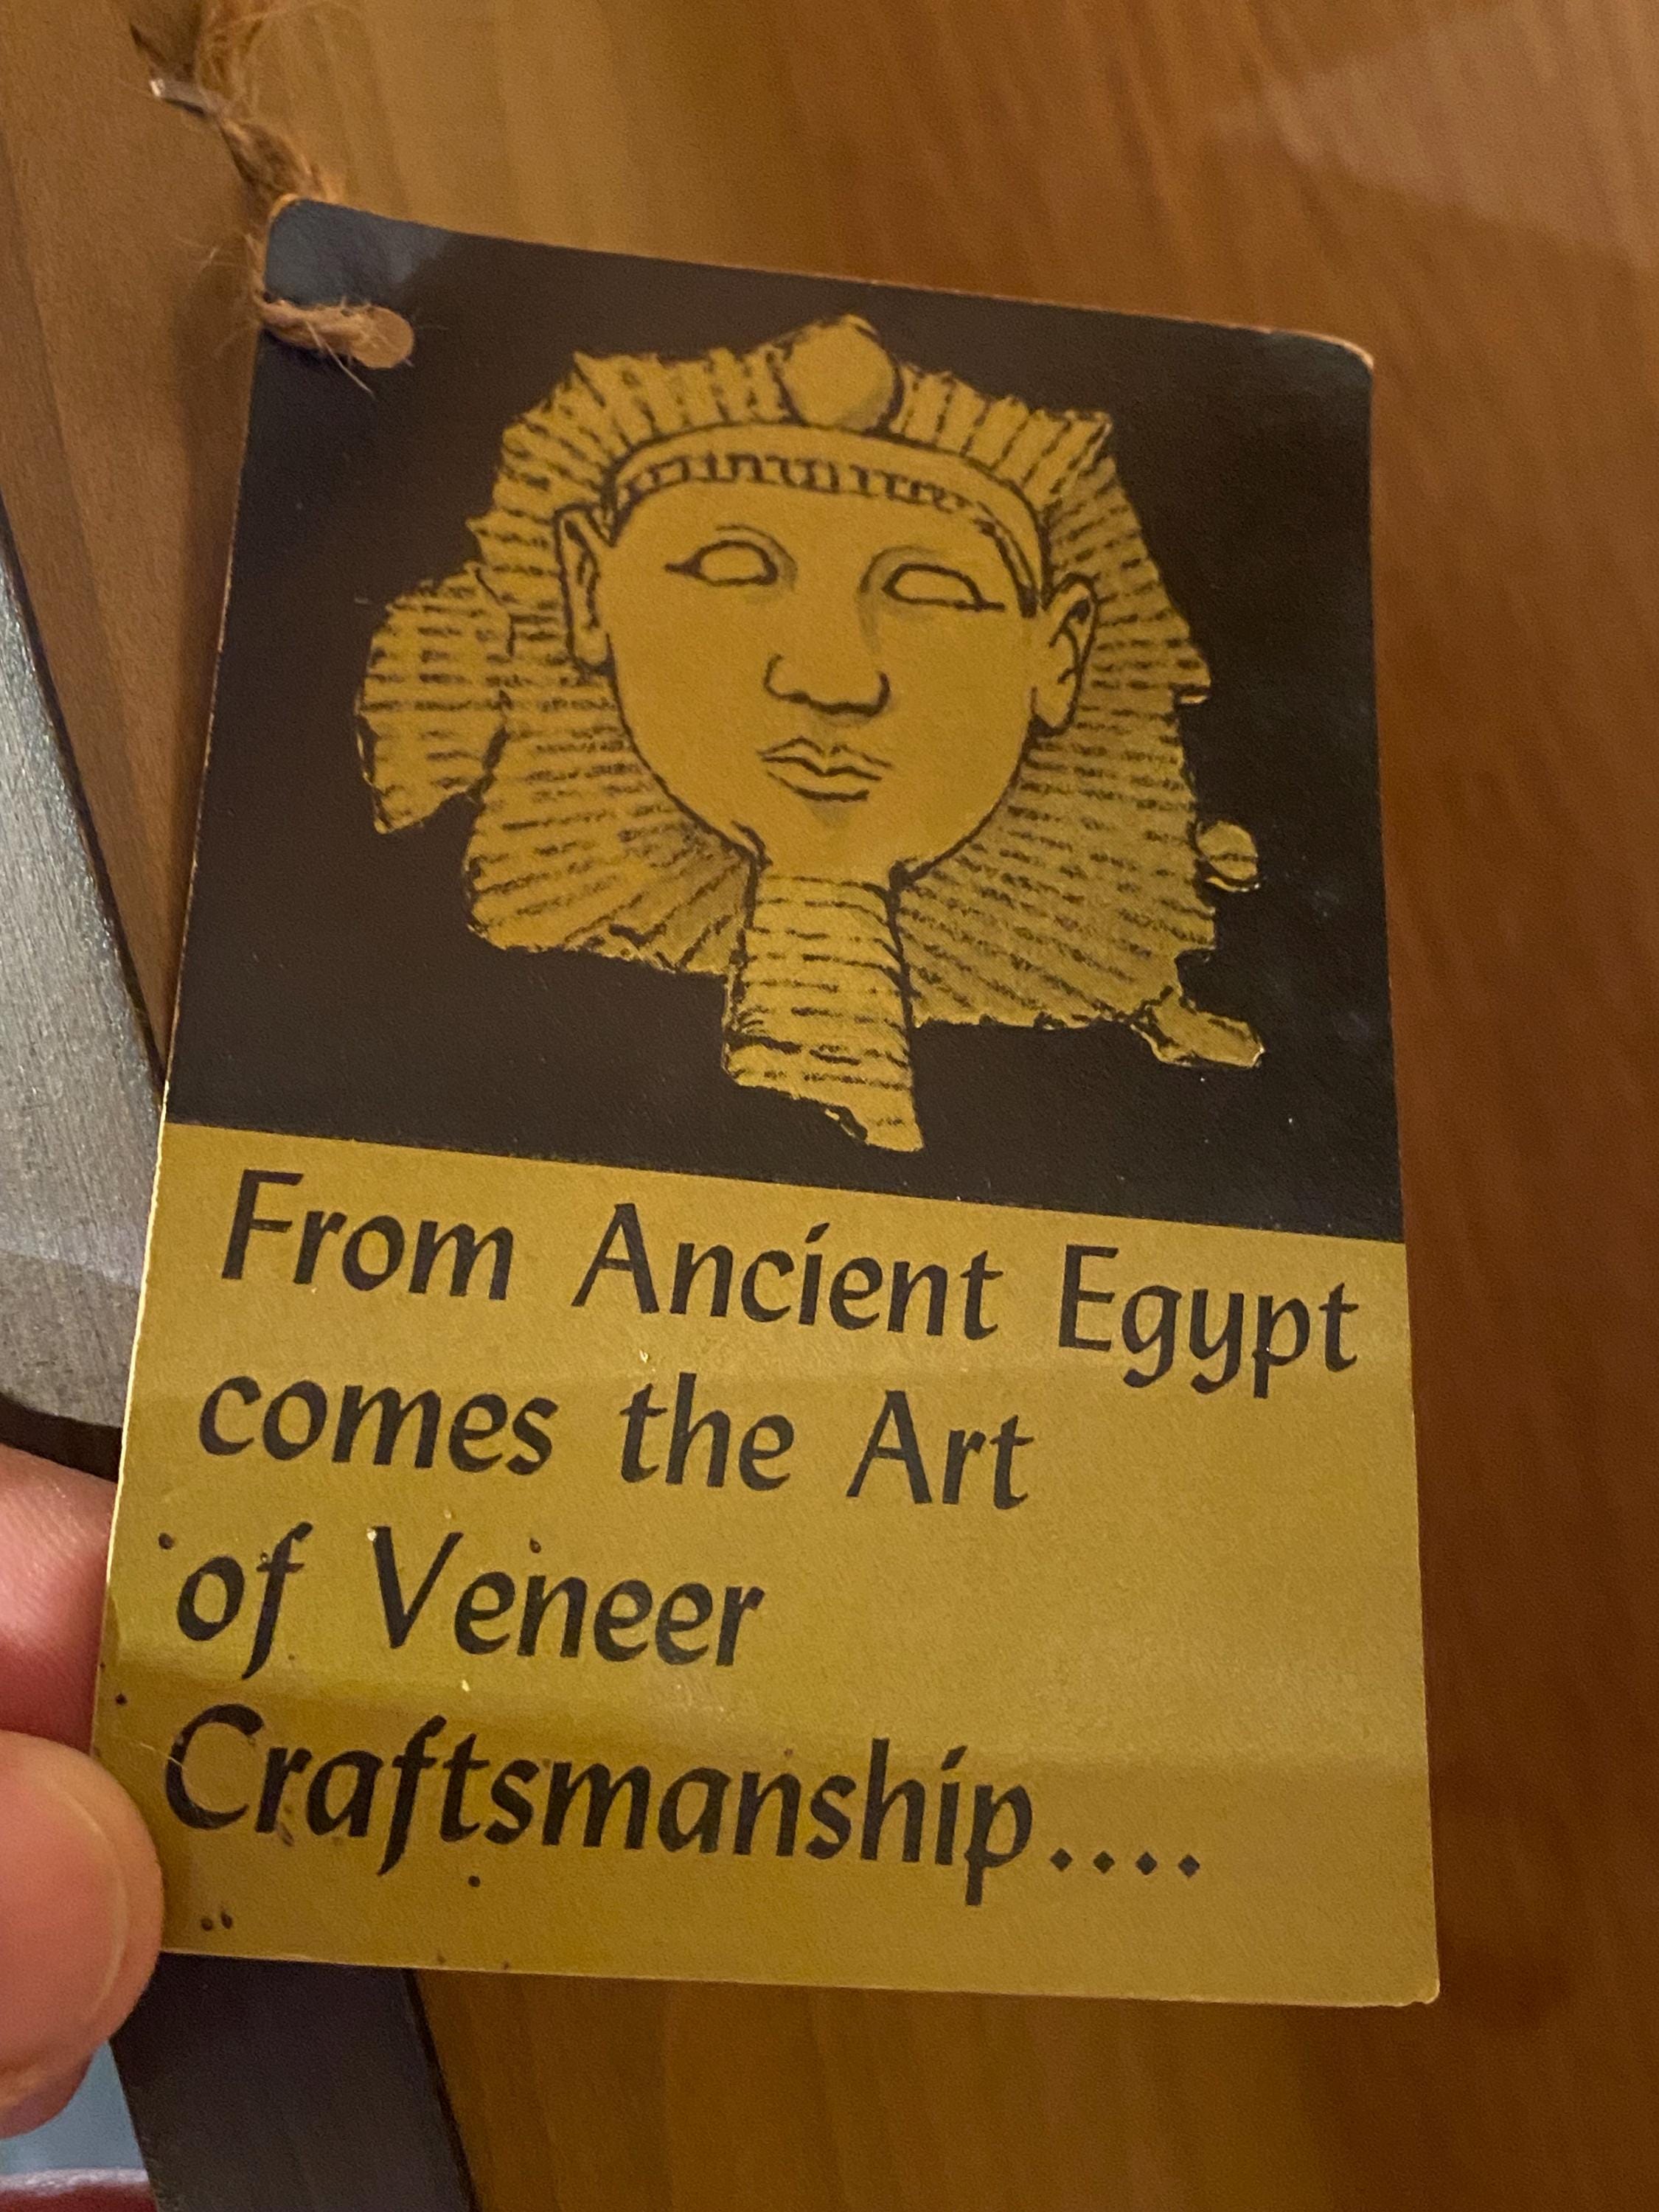 From Ancient Egypt
comes the Art
of Veneer
Craftsmanship....